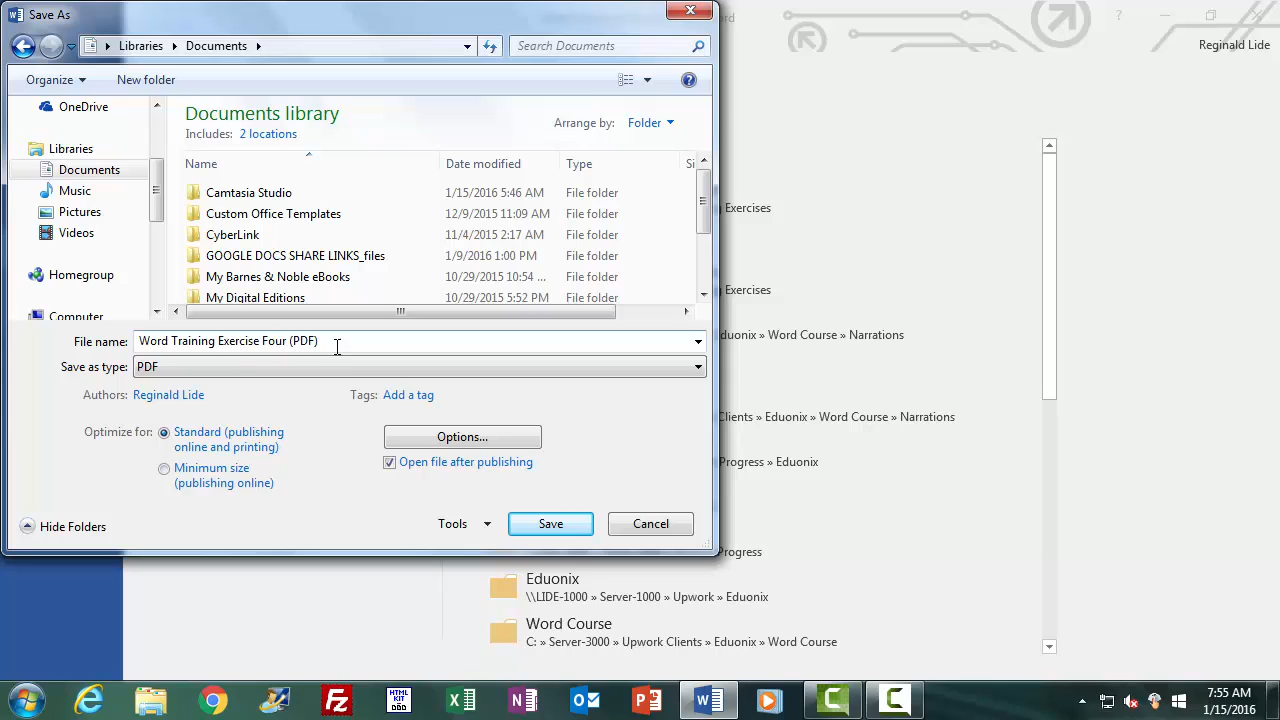 Save As
ord
?
Reginald Lide
Libraries
Documents
Search Documents
Organize
New folder
?
OneDrive
Libraries
Documents
Music
Pictures
Videos
Homegroup
Computer
Documents library
Includes: 2 locations
Arrange by: Folder
Name
Date modified
Type
Si
Camtasia Studio
1/15/2016 5:46 AM
File folder
Custom Office Templates
12/9/2015 11:09 AM
File folder
CyberLink
11/4/2015 2:17 AM
File folder
GOOGLE DOCS SHARE LINKS_files
1/9/2016 1:00 PM
File folder
My Barnes & Noble eBooks
10/29/2015 10:54 ...
File folder
My Digital Editions
10/29/2015 5:52 PM
File folder
File name: Word Training Exercise Four (PDF)
Save as type: PDF
Authors: Reginald Lide
Tags: Add a tag
Optimize for:
Standard (publishing
online and printing)
Minimum size
(publishing online)
Options...
Open file after publishing
Hide Folders
Tools
Save
Cancel
Exercises
Exercises
duonix » Word Course » Narrations
Clients » Eduonix » Word Course » Narrations
Progress » Eduonix
Progress
Eduonix
\\LIDE-1000 » Server-1000 » Upwork » Eduonix
Word Course
C: » Server-3000 » Upwork Clients » Eduonix » Word Course
HTML
KIT
7:55 AM
1/15/2016